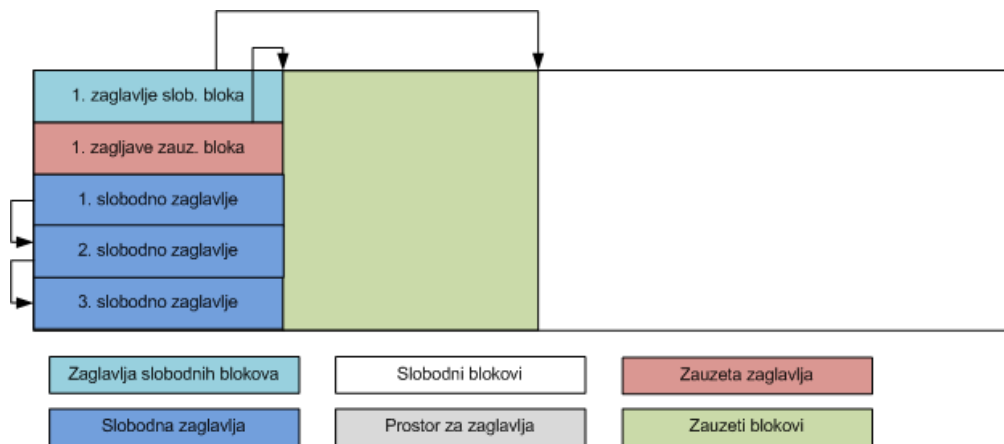 1. zaglavlje slob. bloka
1. zagljave zauz. bloka
1. slobodno zaglavlje
2. slobodno zaglavlje
3. slobodno zaglavlje
Zaglavlja slobodnih blokova
Slobodni blokovi
Zauzeta zaglavlja
Slobodna zaglavlja
Prostor za zaglavlja
Zauzeti blokovi